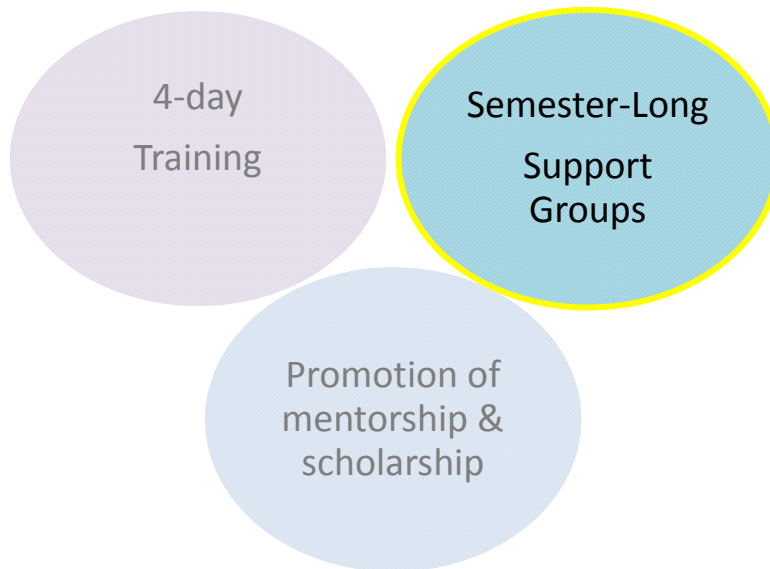 4-day
Training
Semester-Long
Support
Groups
Promotion of
mentorship &
scholarship